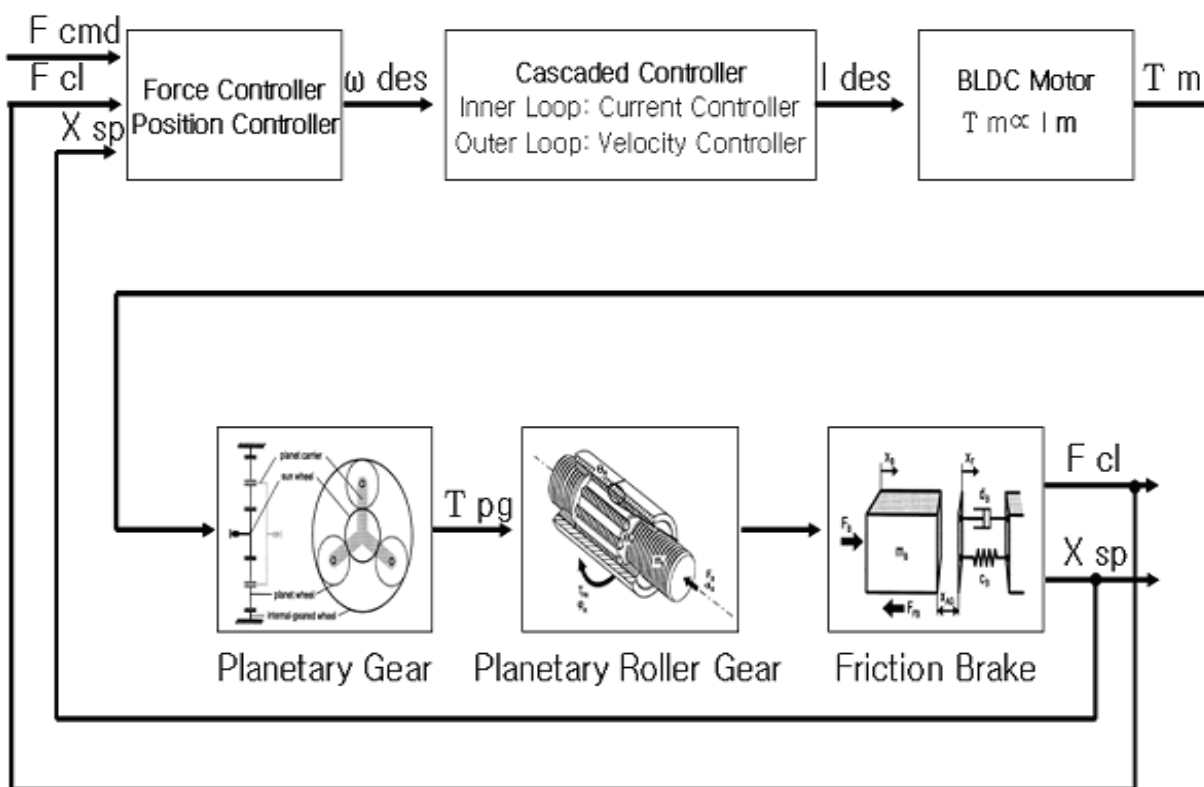 F cmd
F cl
X sp
Force Controller
Position Controller
ω des
Cascaded Controller
Inner Loop: Current Controller
Outer Loop: Velocity Controller
I des
BLDC Motor
T m∝ I m
T m
planet carrier
sun wheel
planet wheel
internal-geared wheel
Planetary Gear
T pg
Planetary Roller Gear
Friction Brake
F cl
X sp